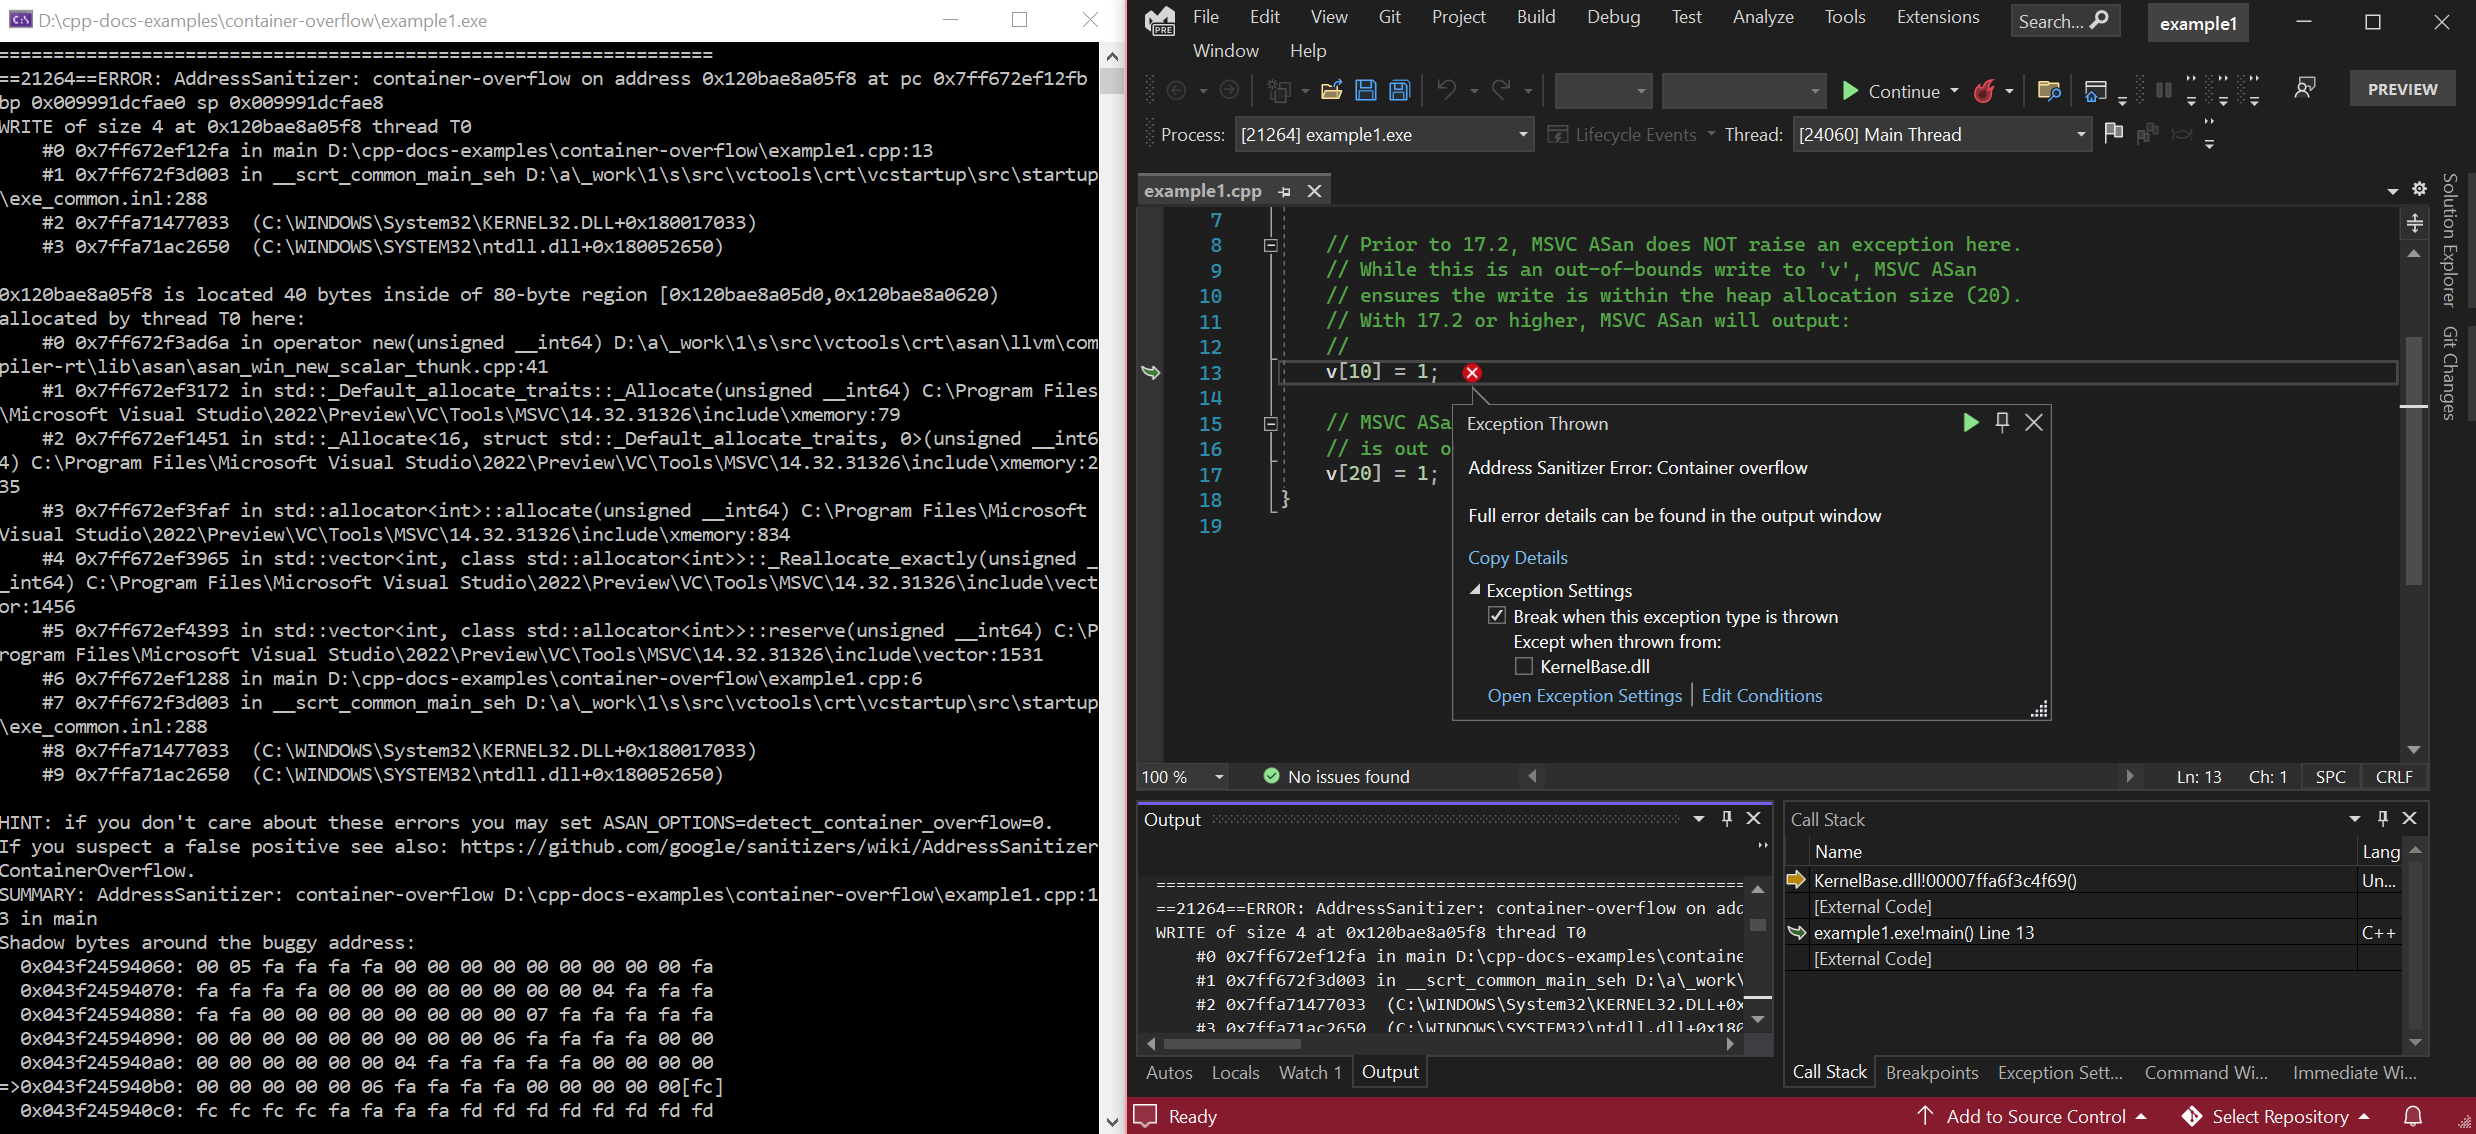 D:\cpp-docs-examples\container-overflow\example1.exe
=================================================================
==21264==ERROR: AddressSanitizer: container-overflow on address 0x120bae8a05f8 at pc 0x7ff672ef12fb
bp 0x009991dcfae0 sp 0x009991dcfae8
WRITE of size 4 at 0x120bae8a05f8 thread T0
    #0 0x7ff672ef12fa in main D:\cpp-docs-examples\container-overflow\example1.cpp:13
    #1 0x7ff672f3d003 in __scrt_common_main_seh D:\a\_work\1\s\src\vctools\crt\vcstartup\src\startup
\exe_common.inl:288
    #2 0x7ffa71477033  (C:\WINDOWS\System32\KERNEL32.DLL+0x180017033)
    #3 0x7ffa71ac2650  (C:\WINDOWS\SYSTEM32\ntdll.dll+0x180052650)
0x120bae8a05f8 is located 40 bytes inside of 80-byte region [0x120bae8a05d0,0x120bae8a0620)
allocated by thread T0 here:
    #0 0x7ff672f3ad6a in operator new(unsigned __int64) D:\a\_work\1\s\src\vctools\crt\asan\llvm\com
piler-rt\lib\asan\asan_win_new_scalar_thunk.cpp:41
    #1 0x7ff672ef3172 in std::_Default_allocate_traits::_Allocate(unsigned __int64) C:\Program Files
\Microsoft Visual Studio\2022\Preview\VC\Tools\MSVC\14.32.31326\include\xmemory:79
    #2 0x7ff672ef1451 in std::_Allocate<16, struct std::_Default_allocate_traits, 0>(unsigned __int6
4) C:\Program Files\Microsoft Visual Studio\2022\Preview\VC\Tools\MSVC\14.32.31326\include\xmemory:2
35
    #3 0x7ff672ef3faf in std::allocator<int>::allocate(unsigned __int64) C:\Program Files\Microsoft
Visual Studio\2022\Preview\VC\Tools\MSVC\14.32.31326\include\xmemory:834
    #4 0x7ff672ef3965 in std::vector<int, class std::allocator<int>>::_Reallocate_exactly(unsigned _
_int64) C:\Program Files\Microsoft Visual Studio\2022\Preview\VC\Tools\MSVC\14.32.31326\include\vect
or:1456
    #5 0x7ff672ef4393 in std::vector<int, class std::allocator<int>>::reserve(unsigned __int64) C:\P
rogram Files\Microsoft Visual Studio\2022\Preview\VC\Tools\MSVC\14.32.31326\include\vector:1531
    #6 0x7ff672ef1288 in main D:\cpp-docs-examples\container-overflow\example1.cpp:6
    #7 0x7ff672f3d003 in __scrt_common_main_seh D:\a\_work\1\s\src\vctools\crt\vcstartup\src\startup
\exe_common.inl:288
    #8 0x7ffa71477033  (C:\WINDOWS\System32\KERNEL32.DLL+0x180017033)
    #9 0x7ffa71ac2650  (C:\WINDOWS\SYSTEM32\ntdll.dll+0x180052650)
HINT: if you don't care about these errors you may set ASAN_OPTIONS=detect_container_overflow=0.
If you suspect a false positive see also: https://github.com/google/sanitizers/wiki/AddressSanitizer
ContainerOverflow.
SUMMARY: AddressSanitizer: container-overflow D:\cpp-docs-examples\container-overflow\example1.cpp:1
3 in main
Shadow bytes around the buggy address:
  0x043f24594060: 00 05 fa fa fa fa 00 00 00 00 00 00 00 00 00 fa
  0x043f24594070: fa fa fa fa 00 00 00 00 00 00 00 00 04 fa fa fa
  0x043f24594080: fa fa 00 00 00 00 00 00 00 00 07 fa fa fa fa fa
  0x043f24594090: 00 00 00 00 00 00 00 00 00 06 fa fa fa fa 00 00
  0x043f245940a0: 00 00 00 00 00 00 04 fa fa fa fa fa 00 00 00 00
=>0x043f245940b0: 00 00 00 00 00 06 fa fa fa fa 00 00 00 00 00[fc]
  0x043f245940c0: fc fc fc fc fa fa fa fa fd fd fd fd fd fd fd fd
PRE
File Edit View Git Project Build Debug Test Analyze Tools Extensions Search... example1
Window Help
Continue PREVIEW
Process: [21264] example1.exe Lifecycle Events Thread: [24060] Main Thread
example1.cpp
7
8 // Prior to 17.2, MSVC ASan does NOT raise an exception here.
9 // While this is an out-of-bounds write to 'v', MSVC ASan
10 // ensures the write is within the heap allocation size (20).
11 // With 17.2 or higher, MSVC ASan will output:
12 //
13 v[10] = 1;
14
15 // MSVC ASa
16 // is out o
17 v[20] = 1;
18 }
19
Exception Thrown
Address Sanitizer Error: Container overflow
Full error details can be found in the output window
Copy Details
Exception Settings
Break when this exception type is thrown
Except when thrown from:
KernelBase.dll
Open Exception Settings | Edit Conditions
Solution Explorer
Git Changes
100 % No issues found Ln: 13 Ch: 1 SPC CRLF
Output
=================================================================
==21264==ERROR: AddressSanitizer: container-overflow on add
WRITE of size 4 at 0x120bae8a05f8 thread T0
    #0 0x7ff672ef12fa in main D:\cpp-docs-examples\containe
    #1 0x7ff672f3d003 in __scrt_common_main_seh D:\a\_work\
    #2 0x7ffa71477033  (C:\WINDOWS\System32\KERNEL32.DLL+0x
    #3 0x7ffa71ac2650  (C:\WINDOWS\SYSTEM32\ntdll.dll+0x180
Autos Locals Watch 1 Output
Call Stack
Name Lang
KernelBase.dll!00007ffa6f3c4f69() Un...
[External Code]
example1.exe!main() Line 13 C++
[External Code]
Call Stack Breakpoints Exception Sett... Command Wi... Immediate Wi...
Ready Add to Source Control Select Repository